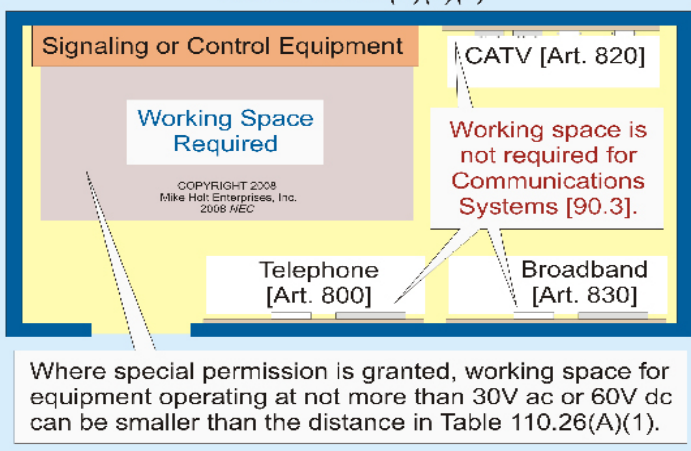 Signaling or Control Equipment
CATV [Art. 820]
Working Space
Required
COPYRIGHT 2008
Mike Holt Enterprises, Inc.
2008 NEC
Working space is
not required for
Communications
Systems [90.3].
Telephone
[Art. 800]
Broadband
[Art. 830]
Where special permission is granted, working space for
equipment operating at not more than 30V ac or 60V dc
can be smaller than the distance in Table 110.26(A)(1).